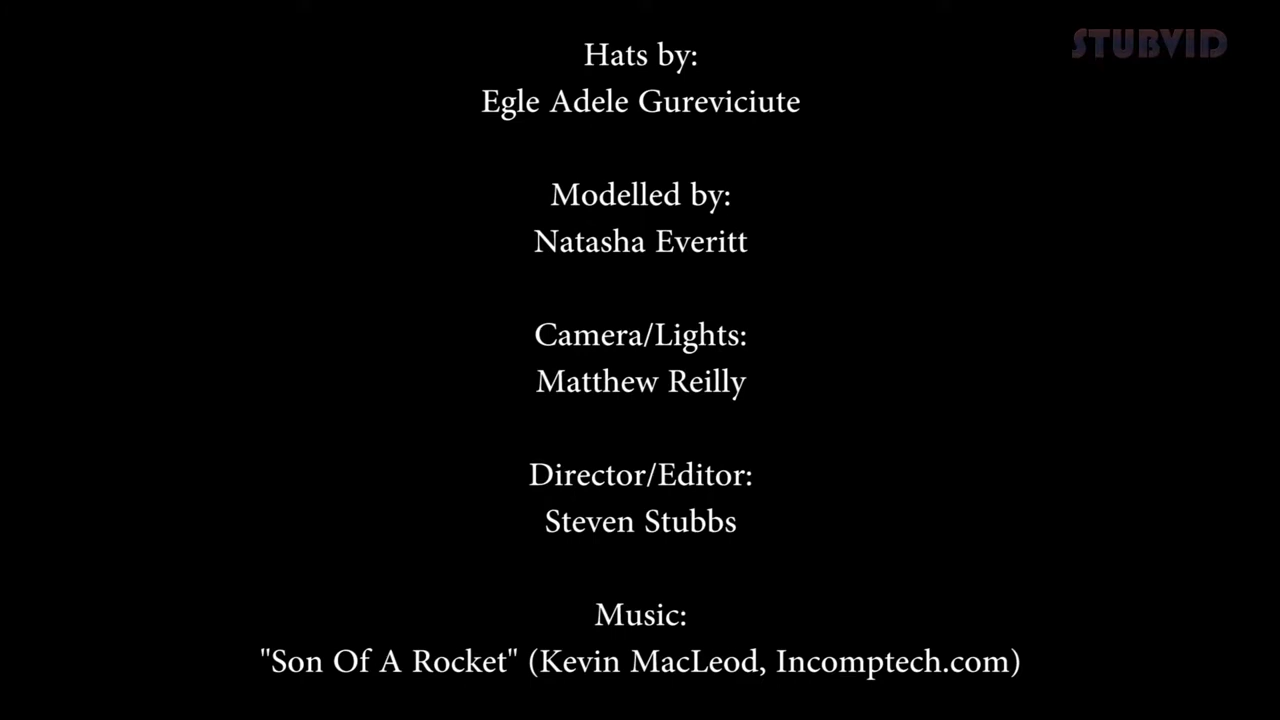 STUBVID
Hats by:
Egle Adele Gureviciute
Modelled by:
Natasha Everitt
Camera/Lights:
Matthew Reilly
Director/Editor:
Steven Stubbs
Music:
"Son Of A Rocket" (Kevin MacLeod, Incomptech.com)